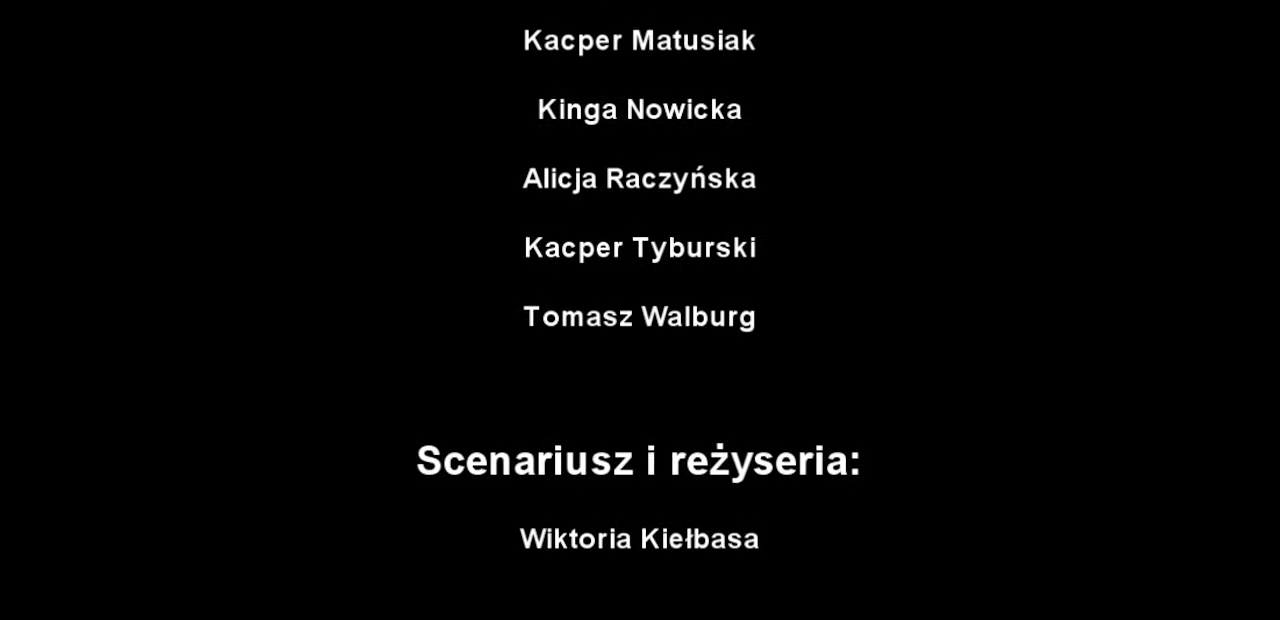 Kacper Matusiak
Kinga Nowicka
Alicja Raczyńska
Kacper Tyburski
Tomasz Walburg
Scenariusz i reżyseria:
Wiktoria Kiełbasa